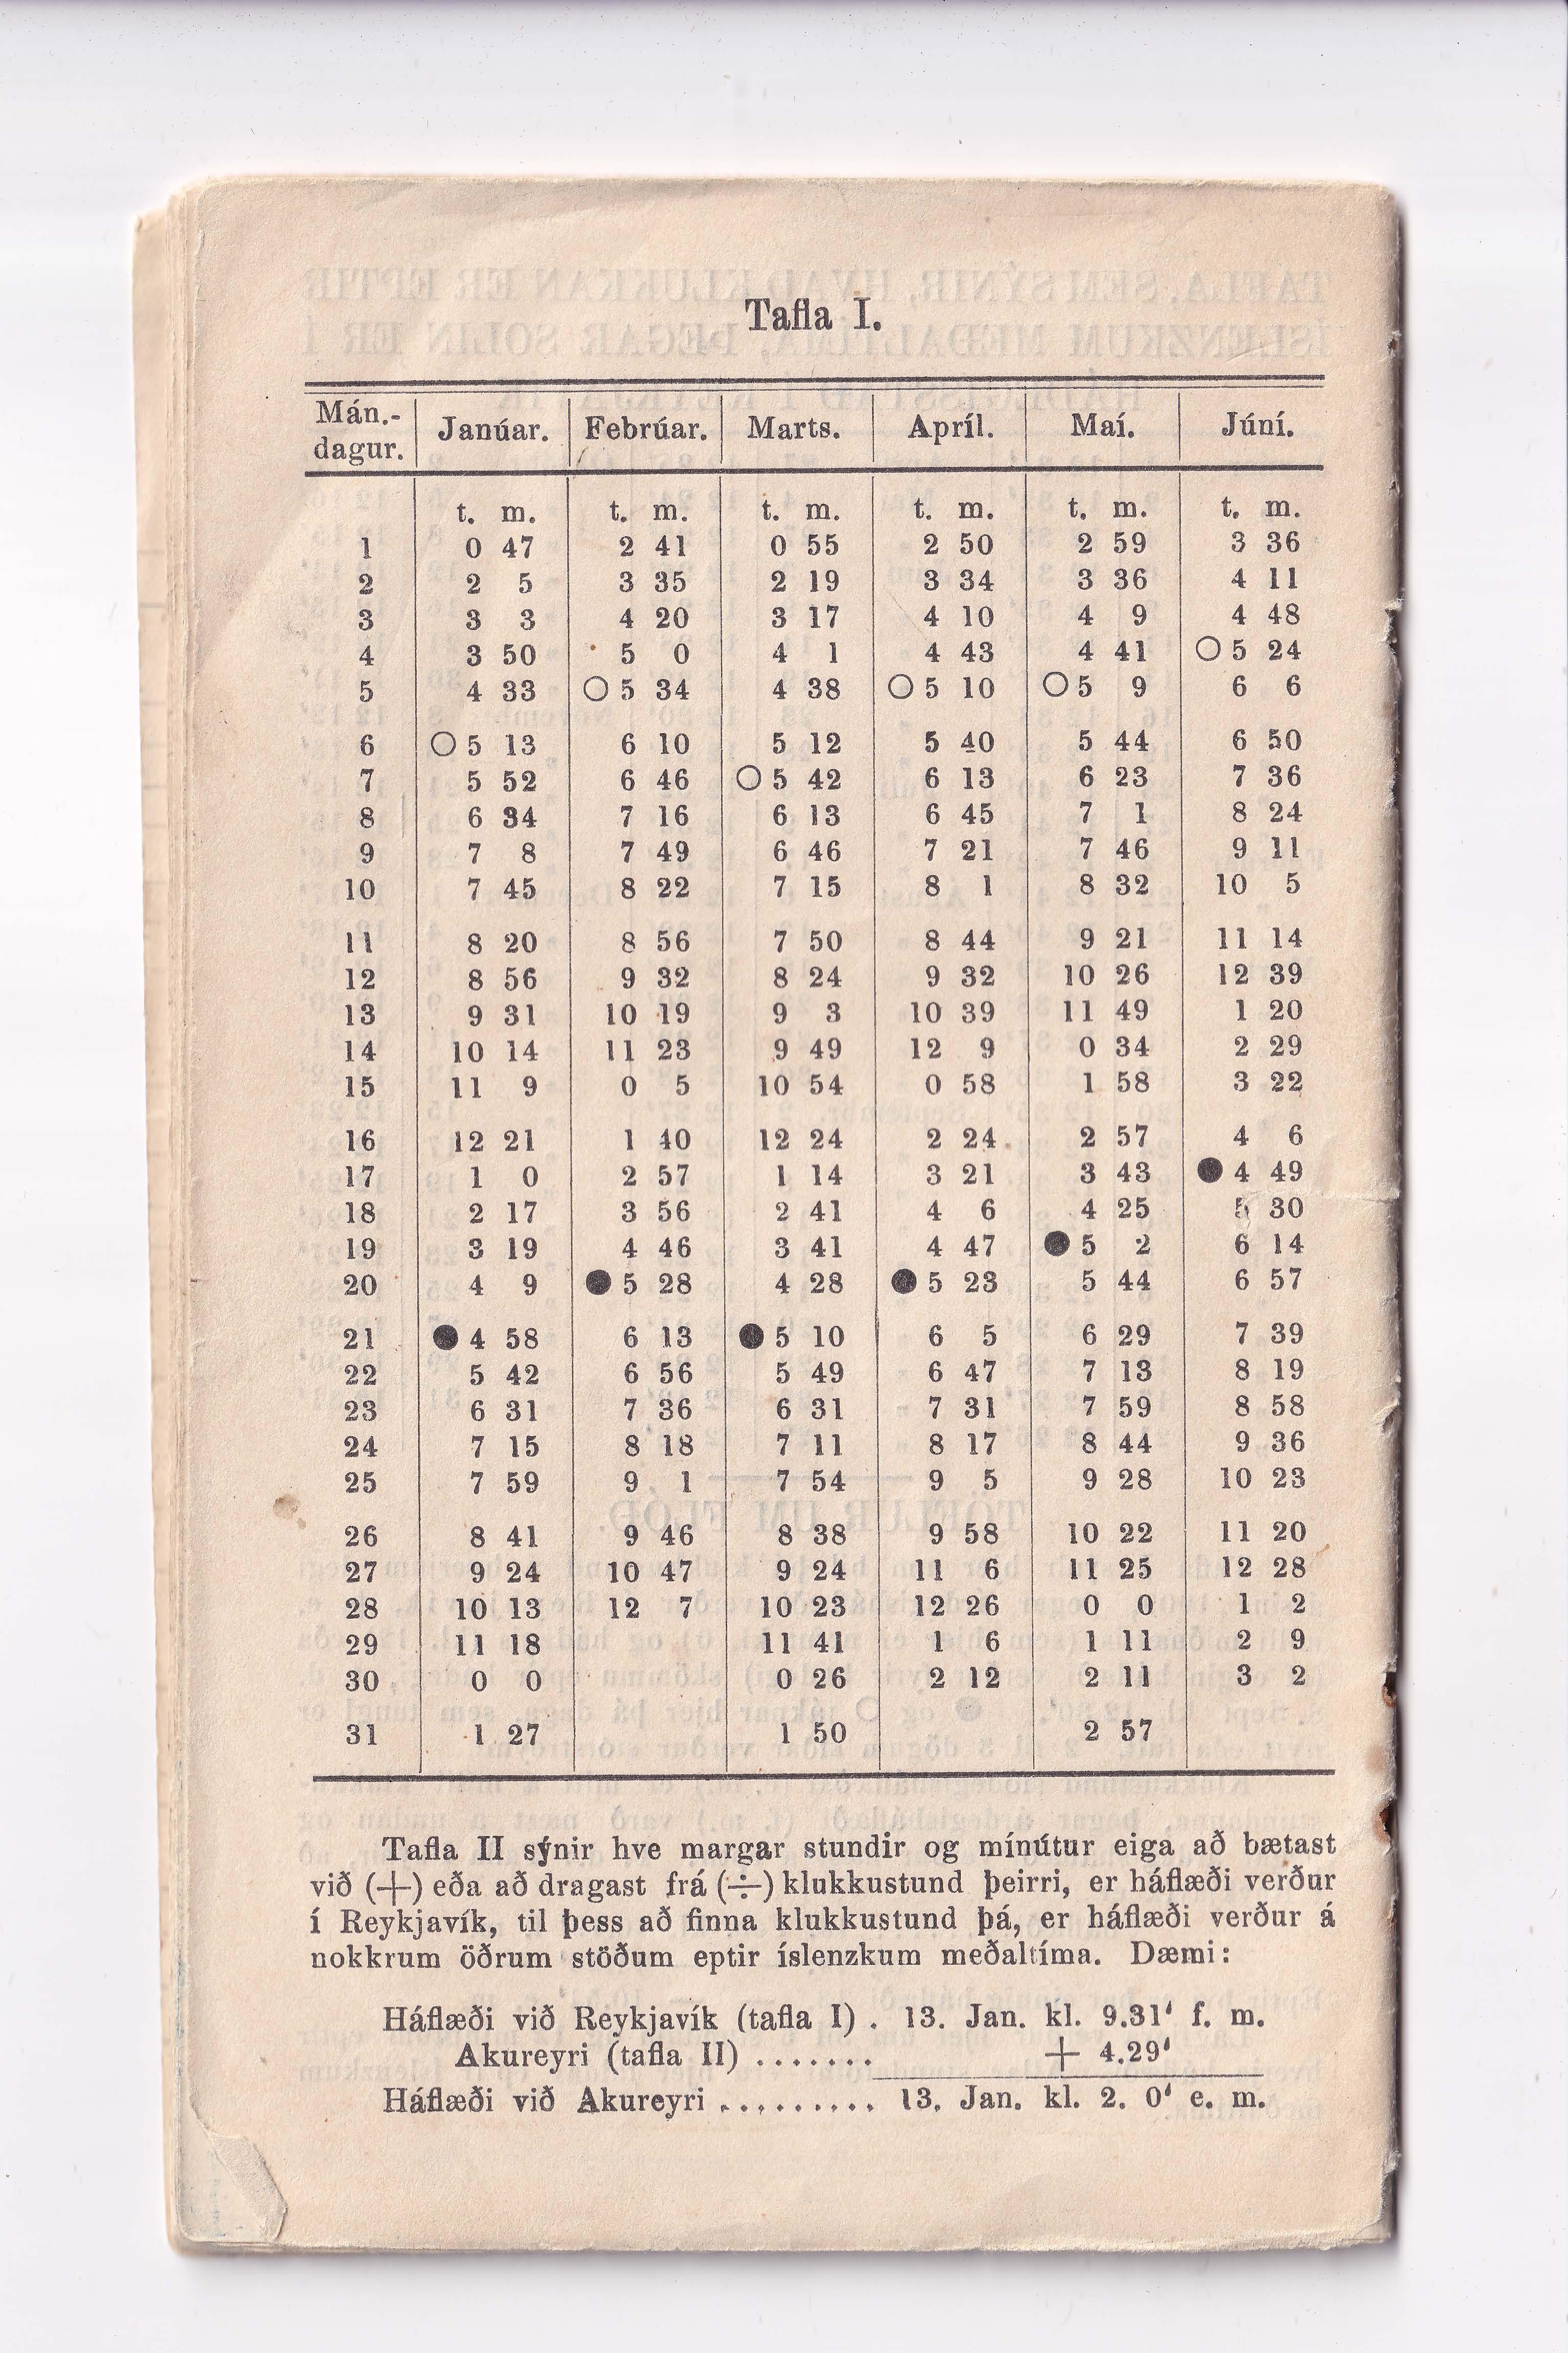 Tafla I.
Mán.-dagur. Janúar. Febrúar. Marts. Apríl. Maí. Júní.
t. m. t. m. t. m. t. m. t. m. t. m.
1 0 47 2 41 0 55 2 50 2 59 3 36
2 2 5 3 35 2 19 3 34 3 36 4 11
3 3 3 4 20 3 17 4 10 4 9 4 48
4 3 50 5 0 4 1 4 43 4 41 ○ 5 24
5 4 33 ○ 5 34 4 38 ○ 5 10 ○ 5 9 6 6
6 ○ 5 13 6 10 5 12 5 40 5 44 6 50
7 5 52 6 46 ○ 5 42 6 13 6 23 7 36
8 6 34 7 16 6 13 6 45 7 1 8 24
9 7 8 7 49 6 46 7 21 7 46 9 11
10 7 45 8 22 7 15 8 1 8 32 10 5
11 8 20 8 56 7 50 8 44 9 21 11 14
12 8 56 9 32 8 24 9 32 10 26 12 39
13 9 31 10 19 9 3 10 39 11 49 1 20
14 10 14 11 23 9 49 12 9 0 34 2 29
15 11 9 0 5 10 54 0 58 1 58 3 22
16 12 21 1 40 12 24 2 24 2 57 4 6
17 1 0 2 57 1 14 3 21 3 43 ● 4 49
18 2 17 3 56 2 41 4 6 4 25 5 30
19 3 19 4 46 3 41 4 47 ● 5 2 6 14
20 4 9 ● 5 28 4 28 ● 5 23 5 44 6 57
21 ● 4 58 6 13 ● 5 10 6 5 6 29 7 39
22 5 42 6 56 5 49 6 47 7 13 8 19
23 6 31 7 36 6 31 7 31 7 59 8 58
24 7 15 8 18 7 11 8 17 8 44 9 36
25 7 59 9 1 7 54 9 5 9 28 10 23
26 8 41 9 46 8 38 9 58 10 22 11 20
27 9 24 10 47 9 24 11 6 11 25 12 28
28 10 13 12 7 10 23 12 26 0 0 1 2
29 11 18 11 41 1 6 1 11 2 9
30 0 0 0 26 2 12 2 11 3 2
31 1 27 1 50 2 57
Tafla II sýnir hve margar stundir og mínútur eiga að bætast
við (+) eða að dragast frá (÷) klukkustund þeirri, er háflæði verður
í Reykjavík, til þess að finna klukkustund þá, er háflæði verður á
nokkrum öðrum stöðum eptir íslenzkum meðaltíma. Dæmi:
Háflæði við Reykjavík (tafla I) . 13. Jan. kl. 9.31' f. m.
Akureyri (tafla II) ....... + 4.29'
Háflæði við Akureyri .......... 13. Jan. kl. 2. 0' e. m.